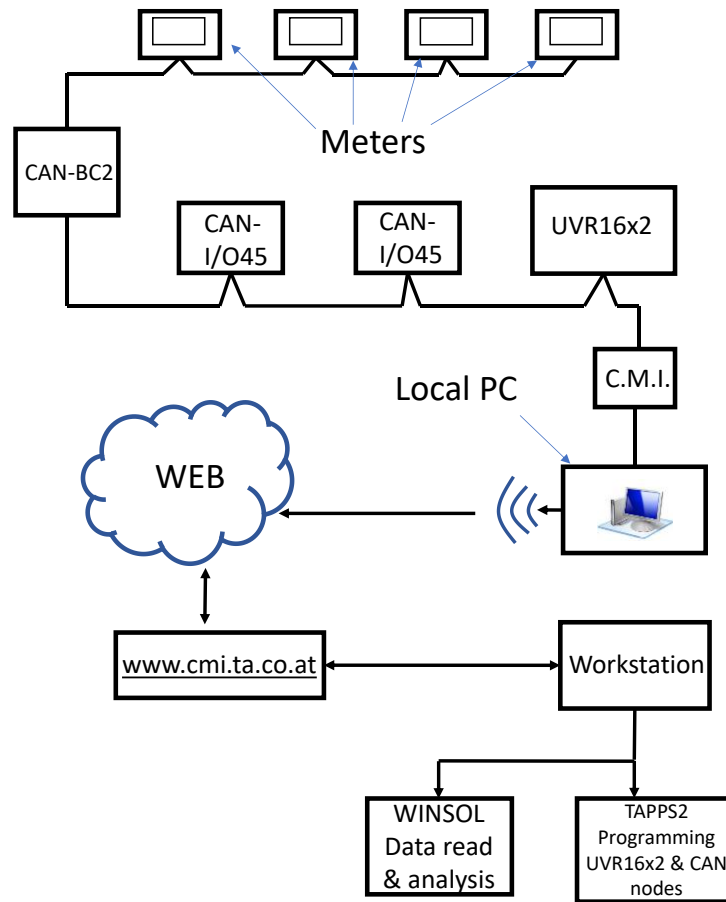 Meters
CAN-BC2
CAN-
I/O45
CAN-
I/O45
UVR16x2
C.M.I.
Local PC
WEB
www.cmi.ta.co.at
Workstation
WINSOL
Data read
& analysis
TAPPS2
Programming
UVR16x2 & CAN
nodes